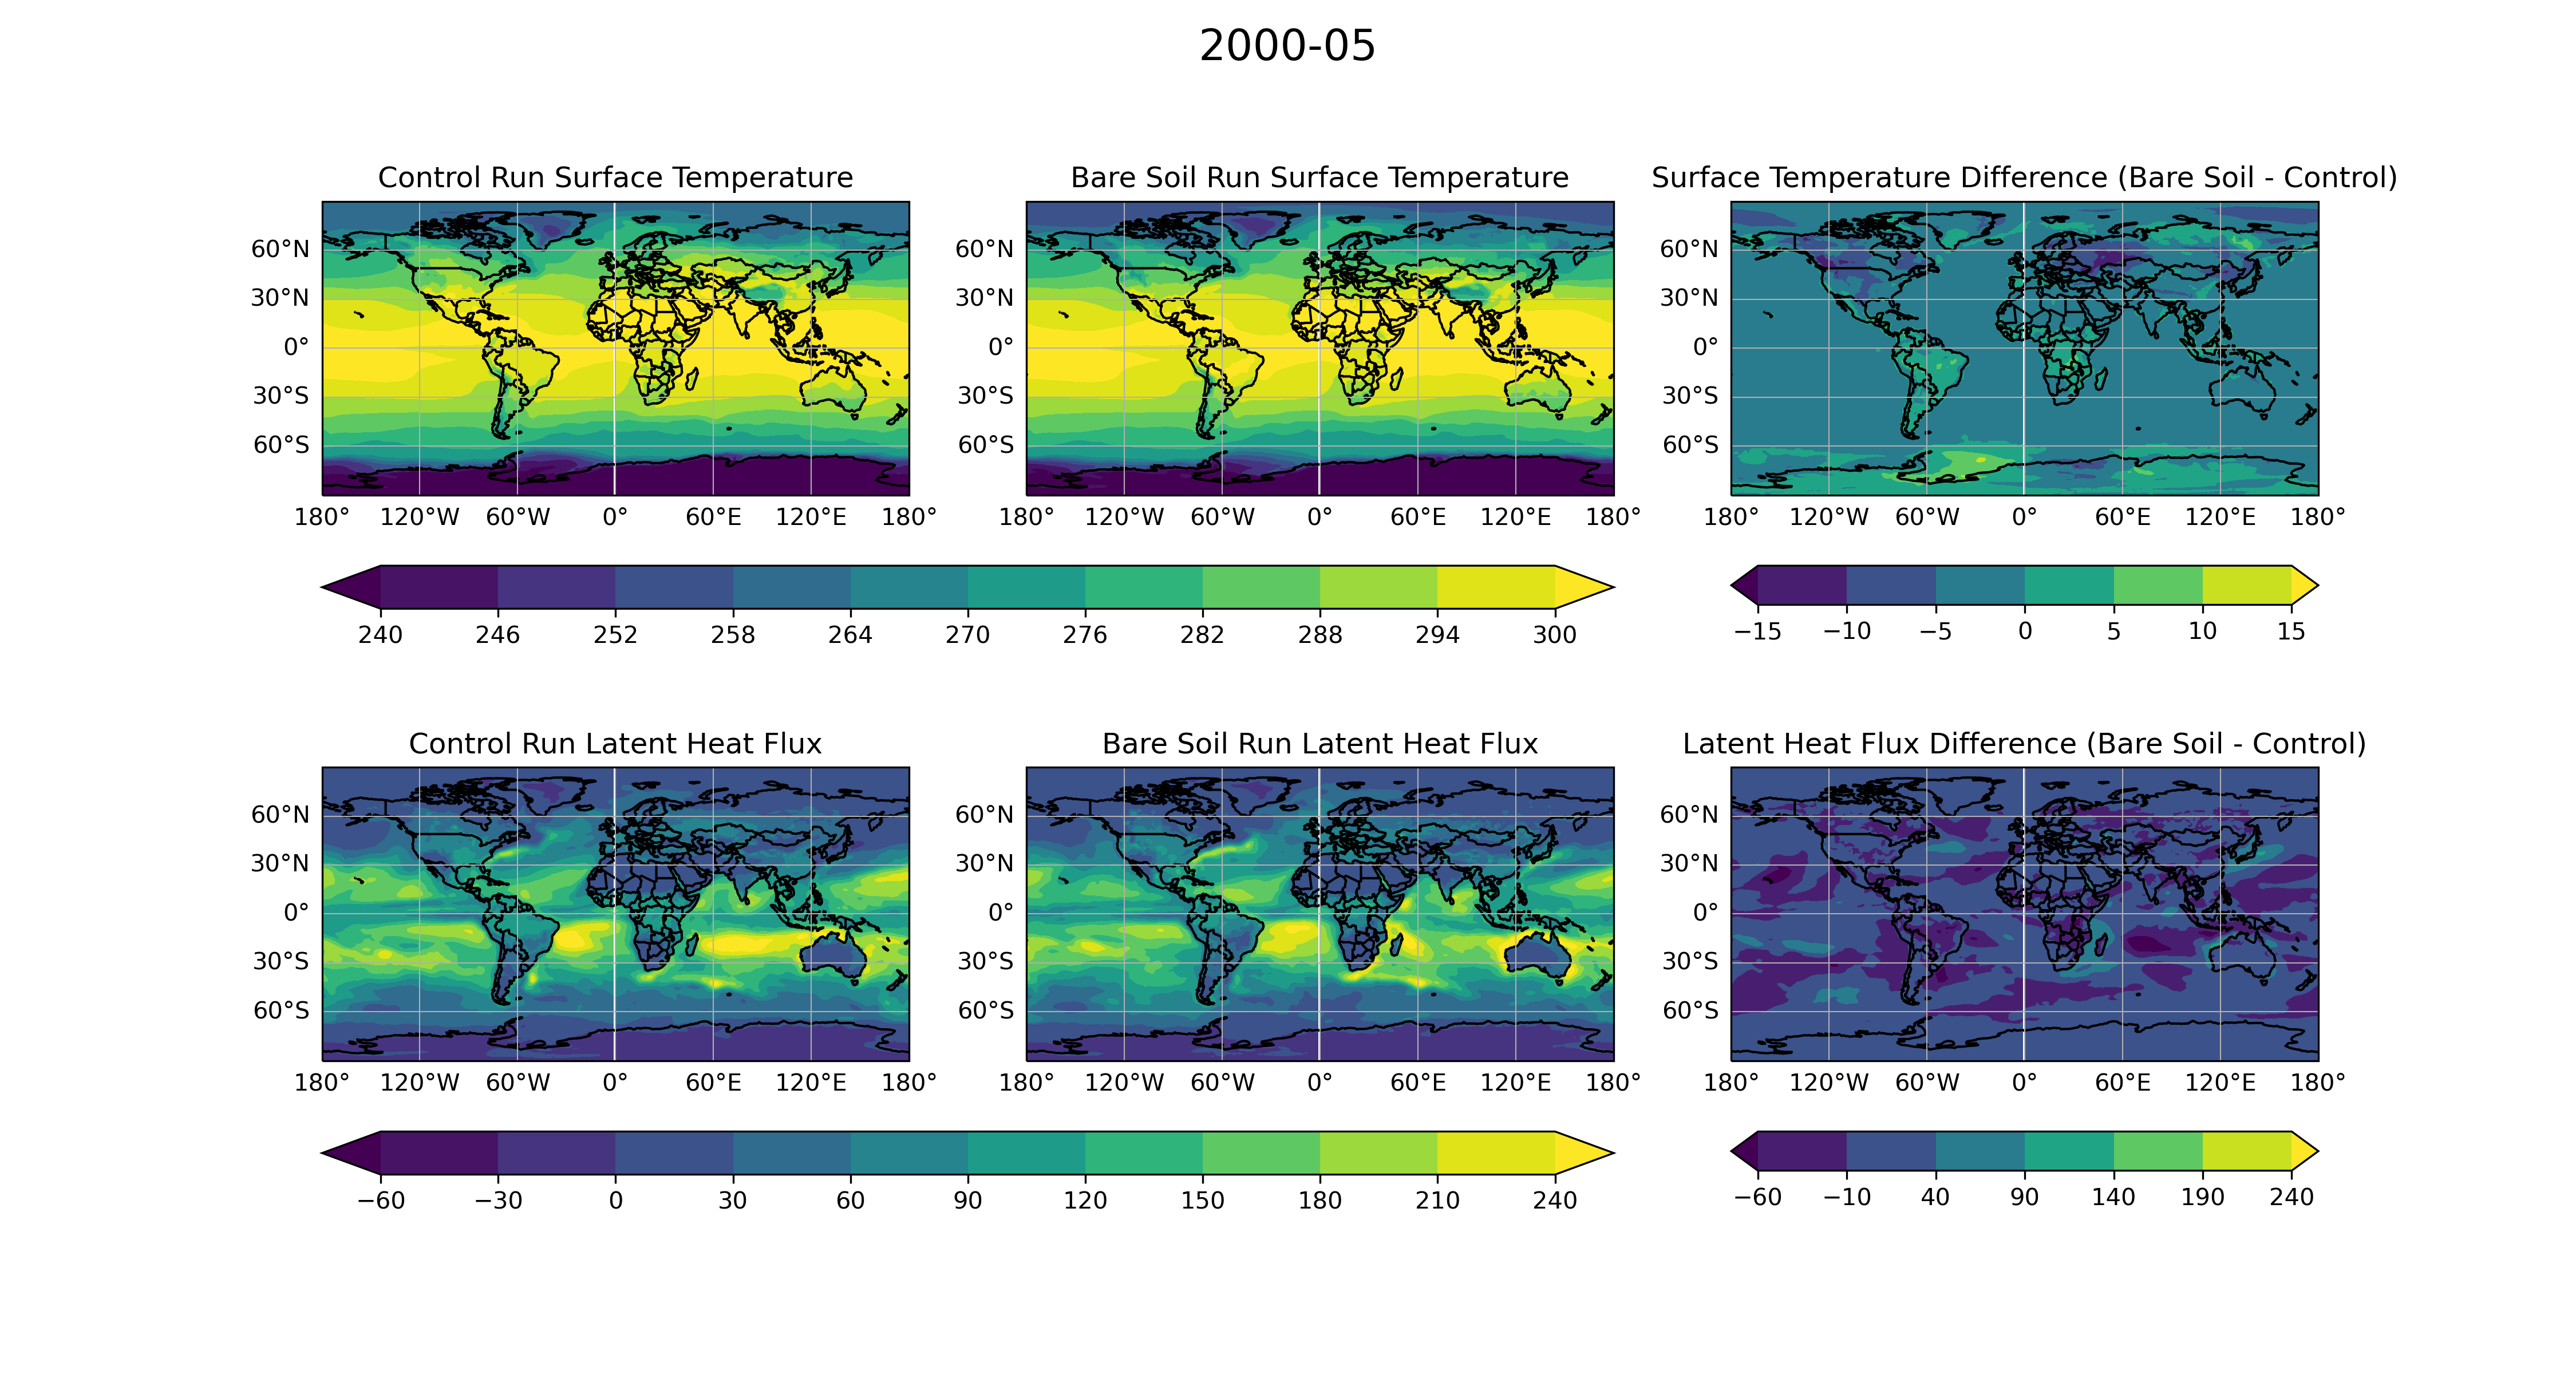 2000-05
Control Run Surface Temperature
Bare Soil Run Surface Temperature
Surface Temperature Difference (Bare Soil - Control)
60°N
30°N
0°
30°S
60°S
180° 120°W 60°W 0° 60°E 120°E 180°
60°N
30°N
0°
30°S
60°S
180° 120°W 60°W 0° 60°E 120°E 180°
60°N
30°N
0°
30°S
60°S
180° 120°W 60°W 0° 60°E 120°E 180°
240 246 252 258 264 270 276 282 288 294 300
−15 −10 −5 0 5 10 15
Control Run Latent Heat Flux
Bare Soil Run Latent Heat Flux
Latent Heat Flux Difference (Bare Soil - Control)
60°N
30°N
0°
30°S
60°S
180° 120°W 60°W 0° 60°E 120°E 180°
60°N
30°N
0°
30°S
60°S
180° 120°W 60°W 0° 60°E 120°E 180°
60°N
30°N
0°
30°S
60°S
180° 120°W 60°W 0° 60°E 120°E 180°
−60 −30 0 30 60 90 120 150 180 210 240
−60 −10 40 90 140 190 240